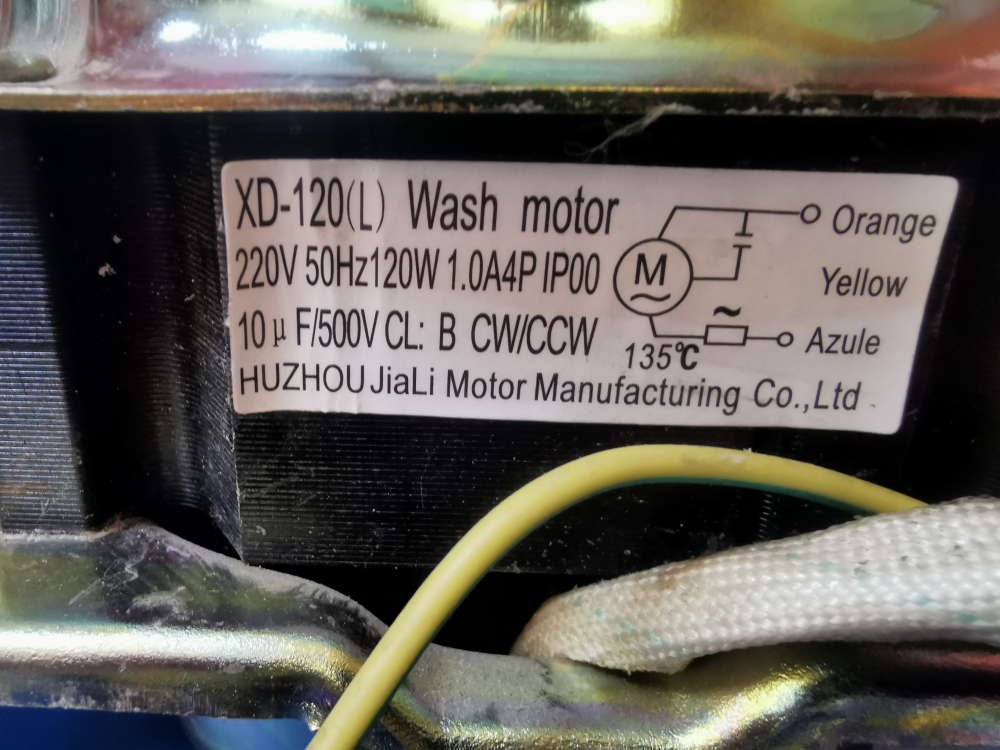 XD-120(L) Wash motor
220V 50Hz120W 1.0A4P IP00
10μF/500V CL: B CW/CCW
HUZHOU JiaLi Motor Manufacturing Co.,Ltd
M
~
Orange
Yellow
~
Azule
135℃